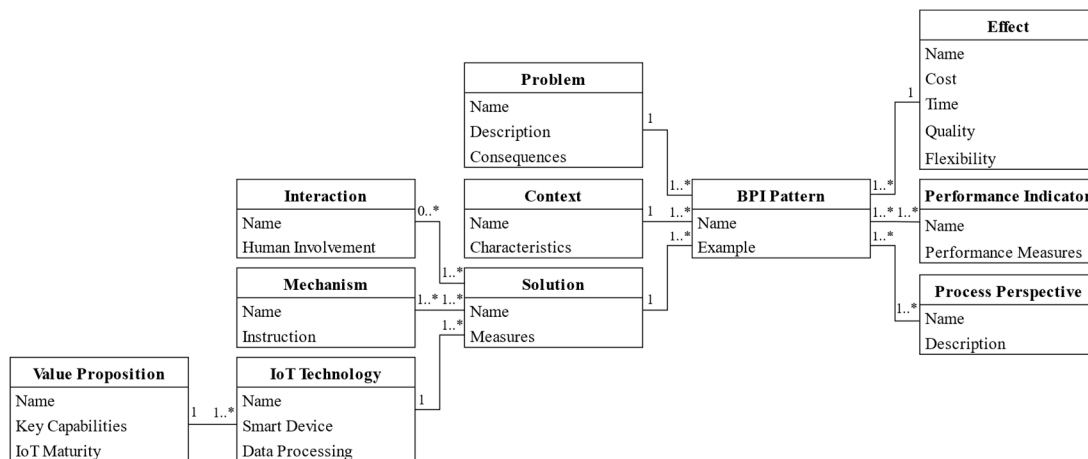 Effect
Name
Cost
Time
Quality
Flexibility
Problem
Name
Description
Consequences
1
1
1..*
1..*
Interaction
Name
Human Involvement
0..*
1..*
Context
Name
Characteristics
1
1..*
1..*
BPI Pattern
Name
Example
1..*
1..*
1..*
Performance Indicator
Name
Performance Measures
Mechanism
Name
Instruction
1..*
1..*
1..*
Solution
Name
Measures
1
Process Perspective
Name
Description
1..*
Value Proposition
Name
Key Capabilities
IoT Maturity
1
1..*
IoT Technology
Name
Smart Device
Data Processing
1